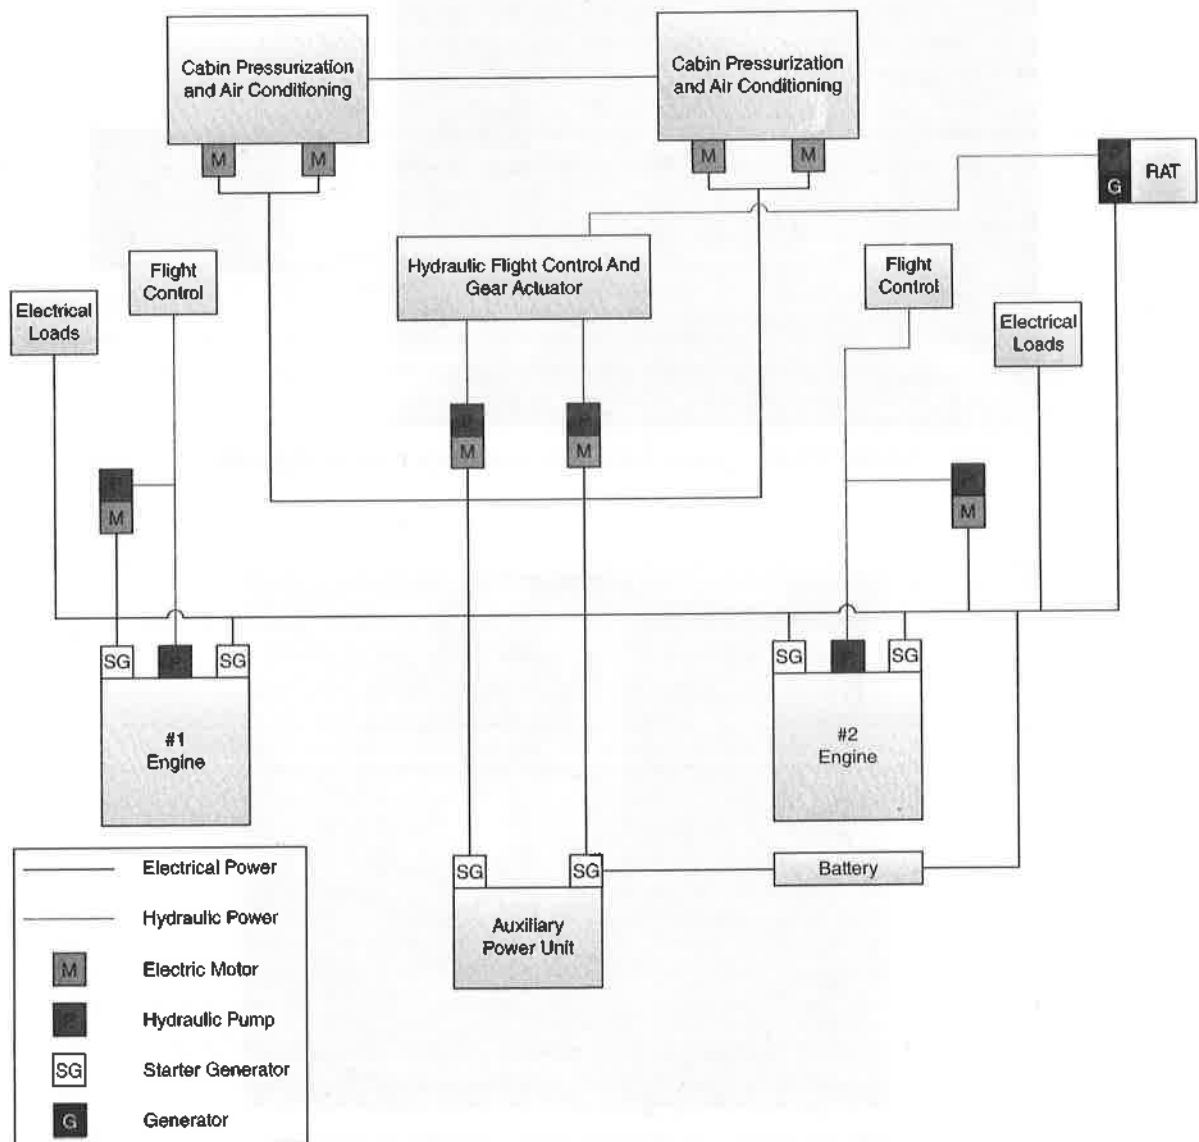 Cabin Pressurization
and Air Conditioning
Cabin Pressurization
and Air Conditioning
M
M
M
M
P
G
RAT
Flight
Control
Hydrautic Flight Control And
Gear Actuator
Flight
Control
Electrical
Loads
Electrical
Loads
P
M
P
M
P
M
P
M
SG
P
SG
SG
P
SG
#1
Engine
#2
Engine
SG
SG
Battery
Auxiliary
Power Unit
Electrical Power
Hydraulic Power
M
Electric Motor
P
Hydraulic Pump
SG
Starter Generator
G
Generator